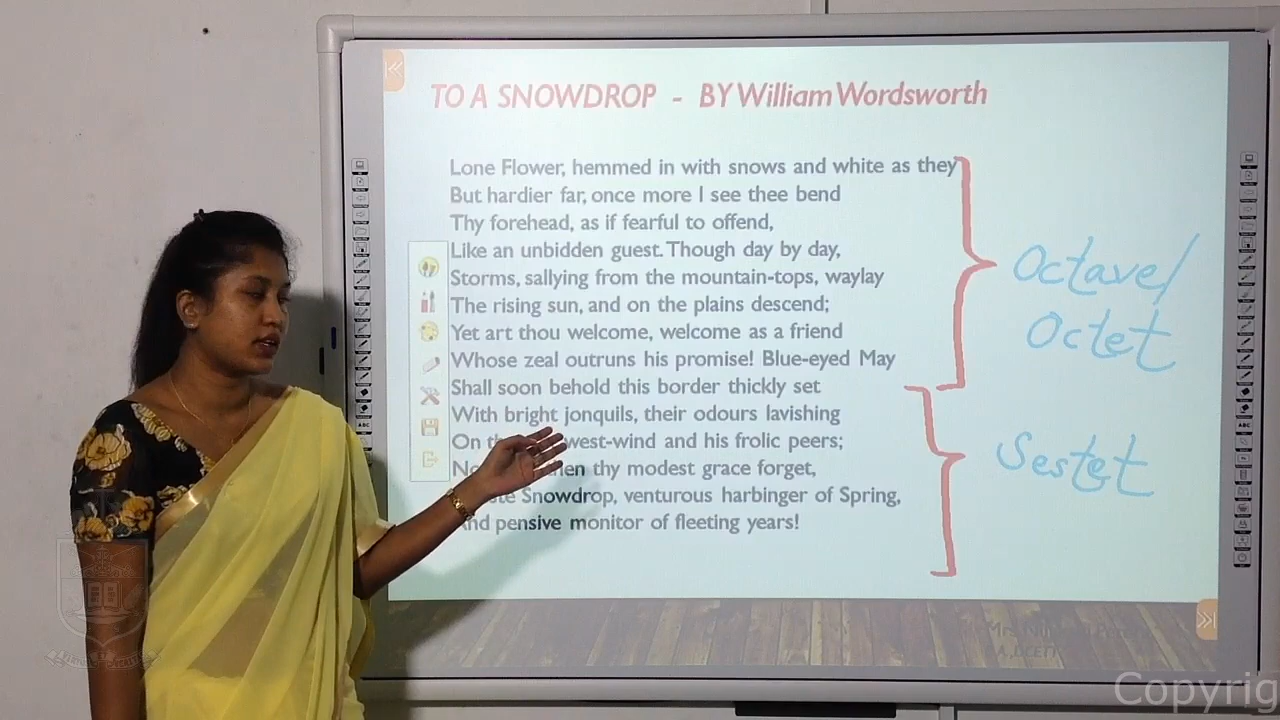 TO A SNOWDROP - BY William Wordsworth
Lone Flower, hemmed in with snows and white as they
But hardier far, once more I see thee bend
Thy forehead, as if fearful to offend,
Like an unbidden guest. Though day by day,
Storms, sallying from the mountain-tops, waylay
The rising sun, and on the plains descend;
Yet art thou welcome, welcome as a friend
Whose zeal outruns his promise! Blue-eyed May
Shall soon behold this border thickly set
With bright jonquils, their odours lavishing
On west-wind and his frolic peers;
thy modest grace forget,
Snowdrop, venturous harbinger of Spring,
And pensive monitor of fleeting years!
Octave/
Octet
Sestet
ABC
ABC
Copyrig